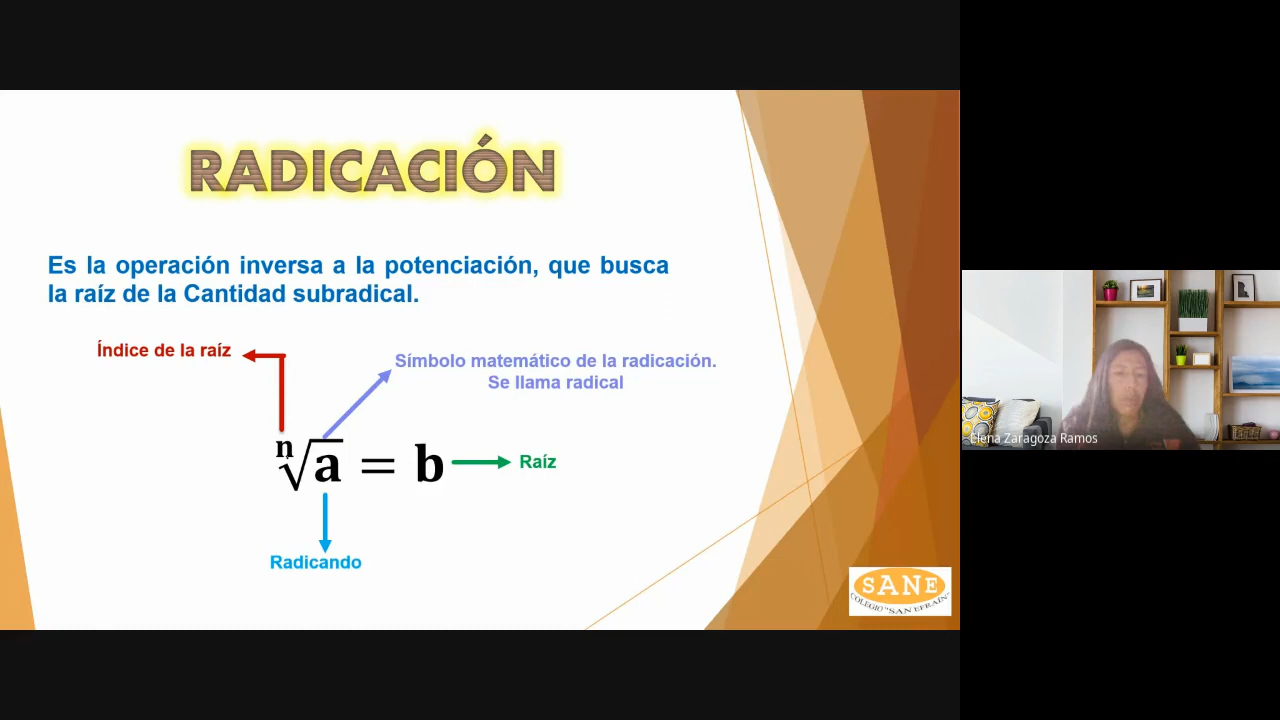 RADICACIÓN
Es la operación inversa a la potenciación, que busca
la raíz de la Cantidad subradical.
Índice de la raíz
Símbolo matemático de la radicación.
Se llama radical
n√a = b
Raíz
Radicando
Elena Zaragoza Ramos
SANE
COLEGIO "SAN EFRAIN"